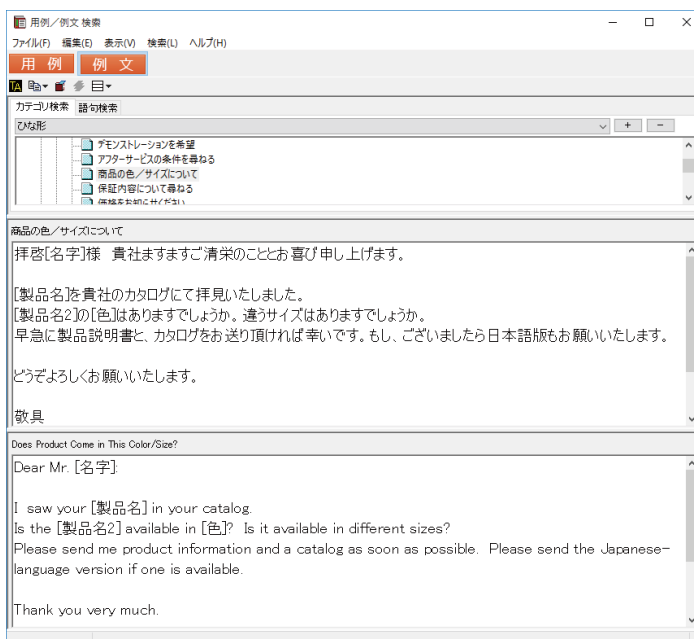 用例／例文 検索
ファイル(F) 編集(E) 表示(V) 検索(L) ヘルプ(H)
用 例 例 文
カテゴリ検索 語句検索
ひな形
+ −
デモンストレーションを希望
アフターサービスの条件を尋ねる
商品の色／サイズについて
保証内容について尋ねる
価格をお知らせください
商品の色／サイズについて
拝啓[名字]様　貴社ますますご清栄のこととお喜び申し上げます。
[製品名]を貴社のカタログにて拝見いたしました。
[製品名2]の[色]はありますでしょうか。違うサイズはありますでしょうか。
早急に製品説明書と、カタログをお送り頂ければ幸いです。もし、ございましたら日本語版もお願いいたします。
どうぞよろしくお願いいたします。
敬具
Does Product Come in This Color/Size?
Dear Mr. [名字]:
I saw your [製品名] in your catalog.
Is the [製品名2] available in [色]? Is it available in different sizes?
Please send me product information and a catalog as soon as possible. Please send the Japanese-
language version if one is available.
Thank you very much.